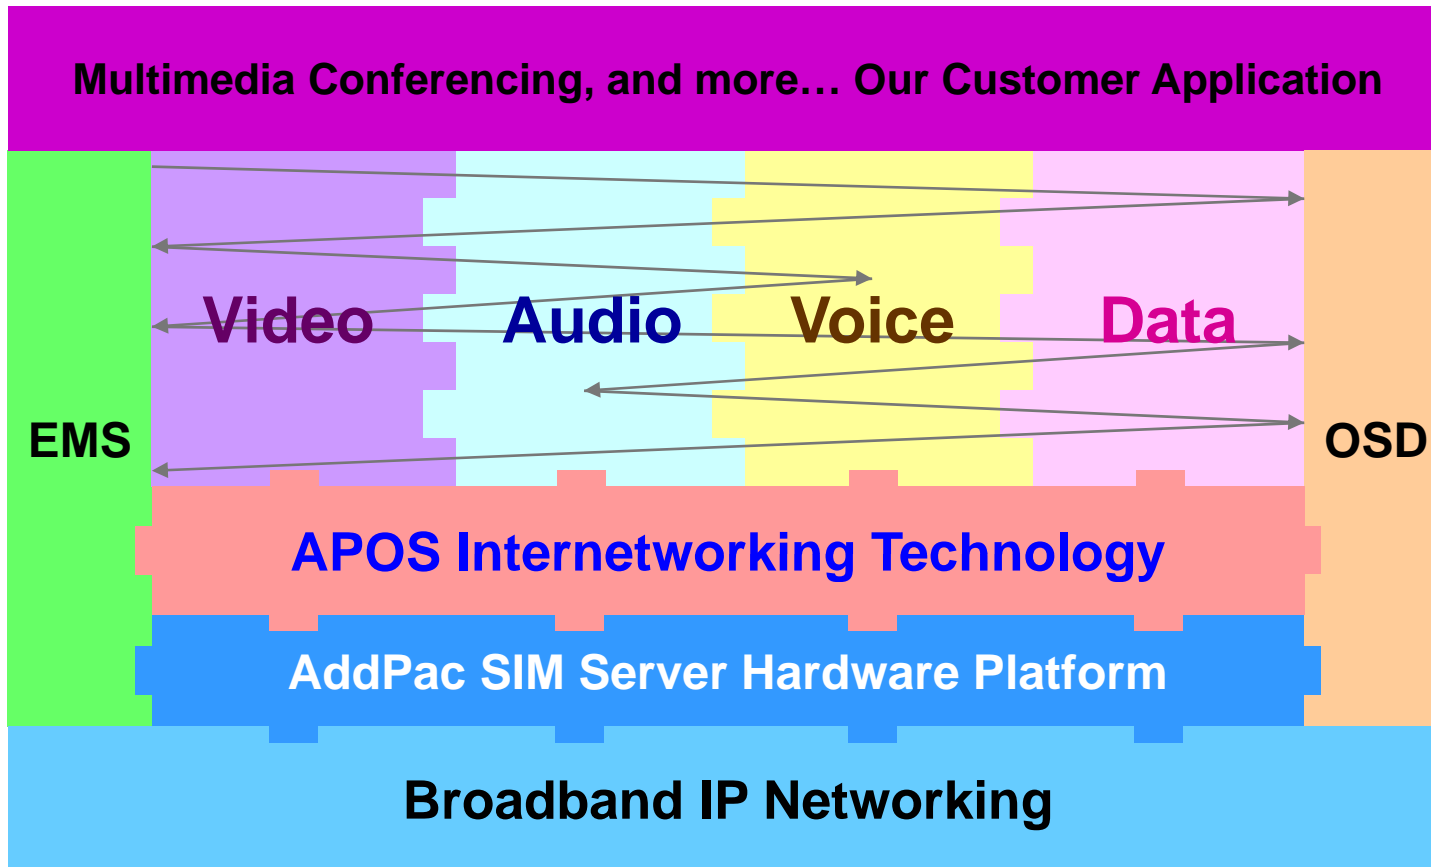 Multimedia Conferencing, and more… Our Customer Application
Video Audio Voice Data
EMS OSD
APOS Internetworking Technology
AddPac SIM Server Hardware Platform
Broadband IP Networking